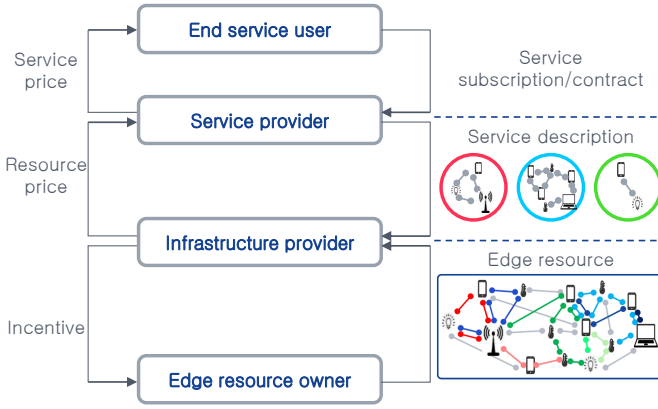 End service user
Service
price
Service
subscription/contract
Service provider
Service description
Resource
price
Infrastructure provider
Edge resource
Incentive
Edge resource owner